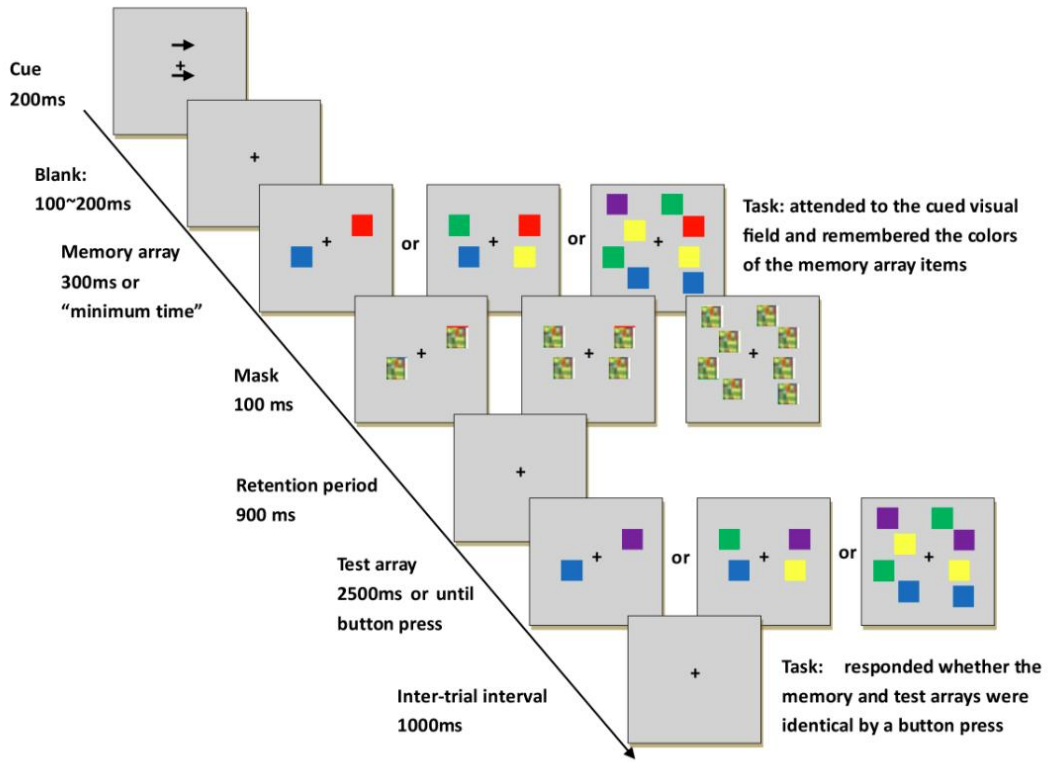 Cue
200ms
Blank:
100~200ms
Memory array
300ms or
“minimum time”
or
or
Task: attended to the cued visual
field and remembered the colors
of the memory array items
Mask
100 ms
Retention period
900 ms
Test array
2500ms or until
button press
or
or
Inter-trial interval
1000ms
Task: responded whether the
memory and test arrays were
identical by a button press